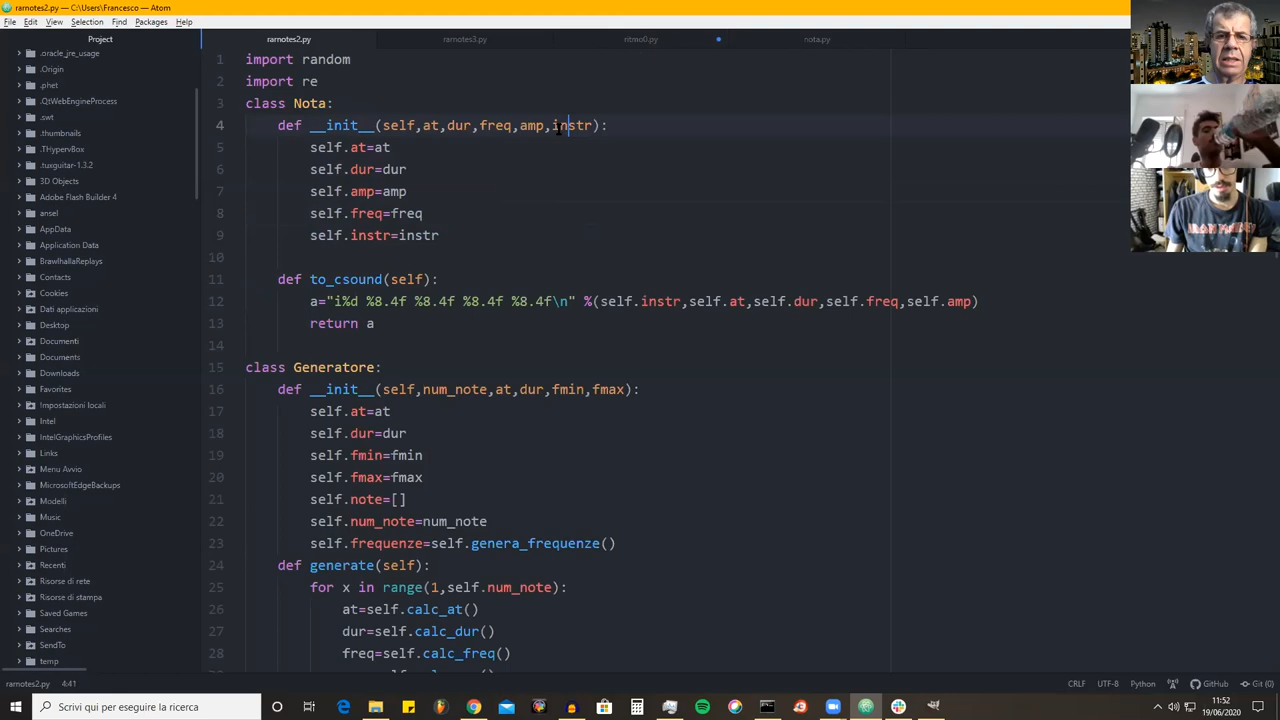 rarnotes2.py — C:\Users\Francesco — Atom
File Edit View Selection Find Packages Help
Project
rarnotes2.py rarnotes3.py ritmo0.py nota.py
.oracle_jre_usage
.Origin
.phet
.QtWebEngineProcess
.swt
.thumbnails
.THypervBox
.tuxguitar-1.3.2
3D Objects
Adobe Flash Builder 4
ansel
AppData
Application Data
BrawlhallaReplays
Contacts
Cookies
Dati applicazioni
Desktop
Documenti
Documents
Downloads
Favorites
Impostazioni locali
Intel
IntelGraphicsProfiles
Links
Menu Avvio
MicrosoftEdgeBackups
Modelli
Music
OneDrive
Pictures
Recenti
Risorse di rete
Risorse di stampa
Saved Games
Searches
SendTo
temp
1 import random
2 import re
3 class Nota:
4 def __init__(self,at,dur,freq,amp,instr):
5 self.at=at
6 self.dur=dur
7 self.amp=amp
8 self.freq=freq
9 self.instr=instr
10
11 def to_csound(self):
12 a="i%d %8.4f %8.4f %8.4f %8.4f\n" %(self.instr,self.at,self.dur,self.freq,self.amp)
13 return a
14
15 class Generatore:
16 def __init__(self,num_note,at,dur,fmin,fmax):
17 self.at=at
18 self.dur=dur
19 self.fmin=fmin
20 self.fmax=fmax
21 self.note=[]
22 self.num_note=num_note
23 self.frequenze=self.genera_frequenze()
24 def generate(self):
25 for x in range(1,self.num_note):
26 at=self.calc_at()
27 dur=self.calc_dur()
28 freq=self.calc_freq()
IRON MAIDEN
rarnotes2.py 4:41 CRLF UTF-8 Python GitHub Git (0)
Scrivi qui per eseguire la ricerca
11:52
19/06/2020